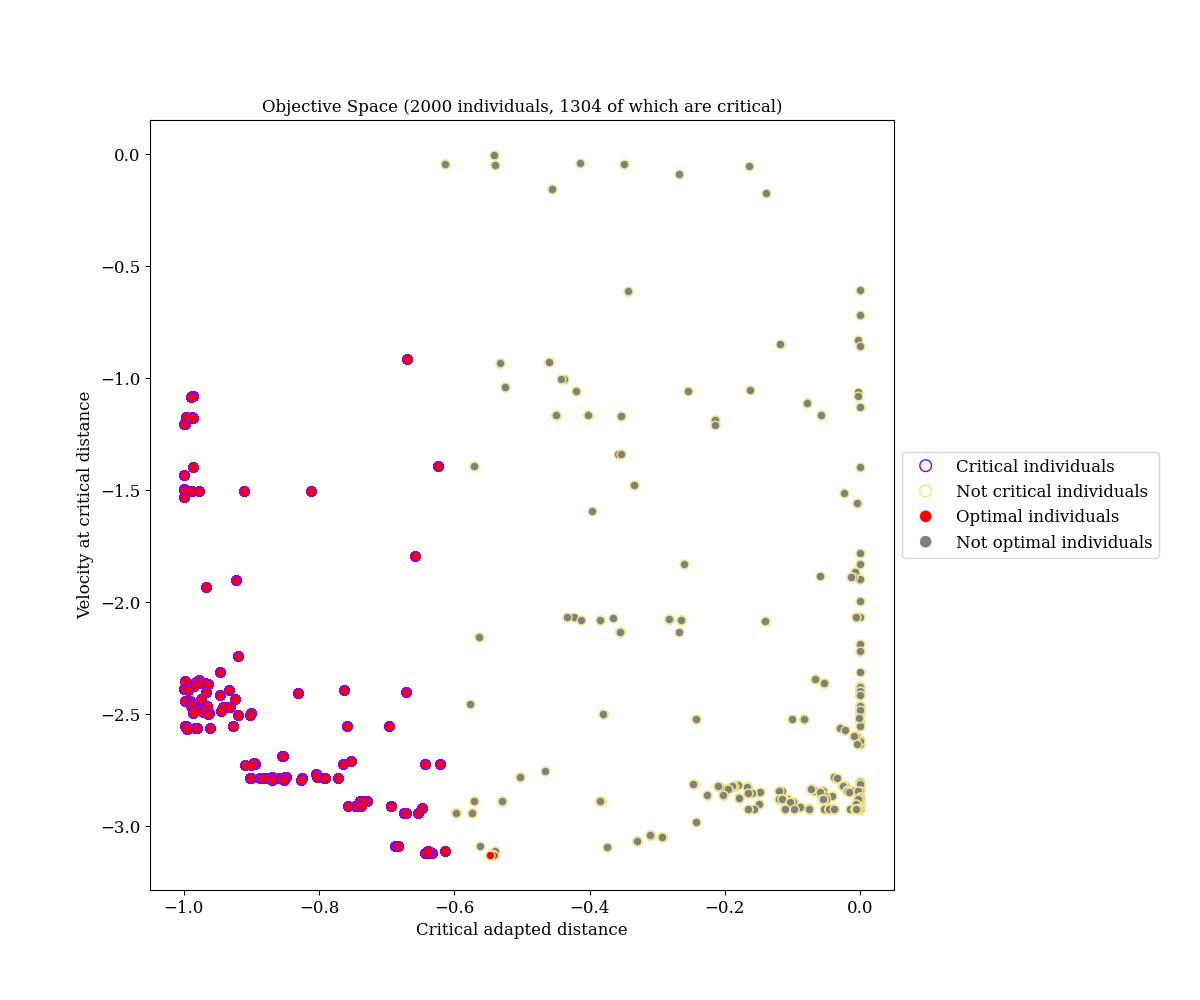 Objective Space (2000 individuals, 1304 of which are critical)
0.0
−0.5
−1.0
−1.5
−2.0
−2.5
−3.0
Velocity at critical distance
−1.0
−0.8
−0.6
−0.4
−0.2
0.0
Critical adapted distance
Critical individuals
Not critical individuals
Optimal individuals
Not optimal individuals